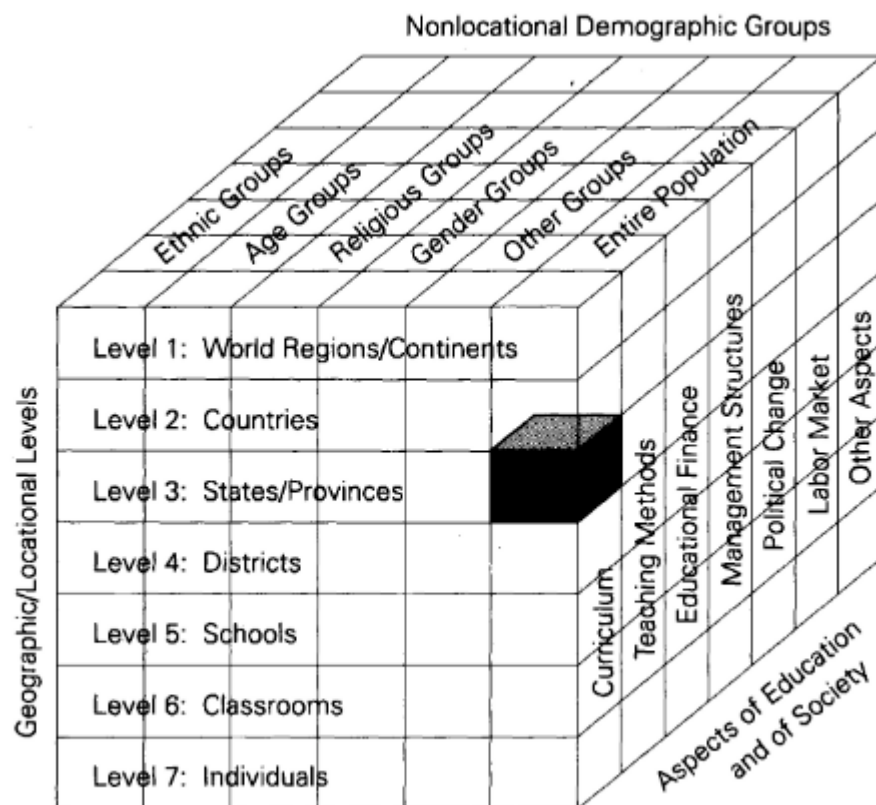 Nonlocational Demographic Groups
Ethnic Groups
Age Groups
Religious Groups
Gender Groups
Other Groups
Entire Population
Geographic/Locational Levels
Level 1: World Regions/Continents
Level 2: Countries
Level 3: States/Provinces
Level 4: Districts
Level 5: Schools
Level 6: Classrooms
Level 7: Individuals
Curriculum
Teaching Methods
Educational Finance
Management Structures
Political Change
Labor Market
Other Aspects
Aspects of Education
and of Society